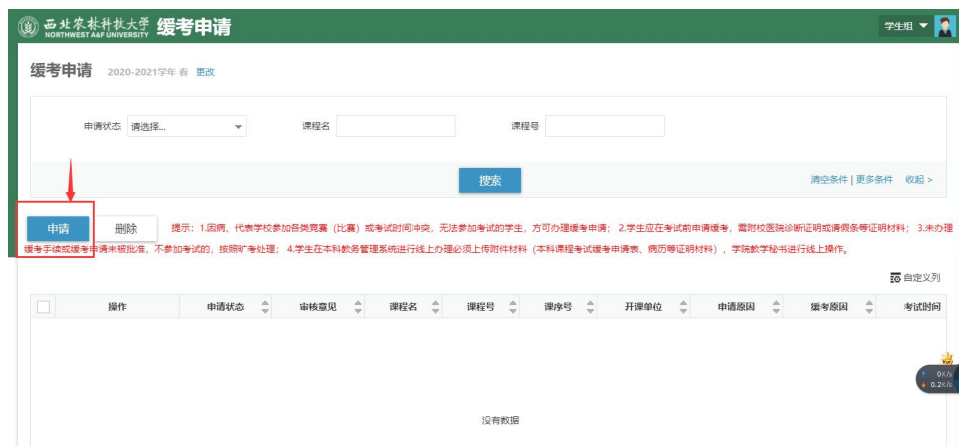 西北农林科技大学 缓考申请 学生组
NORTHWEST A&F UNIVERSITY
缓考申请 2020-2021学年 春 更改
申请状态 请选择... 课程名 课程号
搜索 清空条件 | 更多条件 收起 >
申请 删除 提示：1.因病、代表学校参加各类竞赛（比赛）或考试时间冲突，无法参加考试的学生，方可办理缓考申请；2.学生应在考试前申请缓考，需附校医院诊断证明或请假条等证明材料；3.未办理
缓考手续或缓考申请未被批准，不参加考试的，按照旷考处理；4.学生在本科教务管理系统进行线上办理必须上传附件材料（本科课程考试缓考申请表、病历等证明材料），学院教学秘书进行线上操作。
自定义列
操作 申请状态 审核意见 课程名 课程号 课序号 开课单位 申请原因 缓考原因 考试时间
0K/s
0.2K/s
没有数据